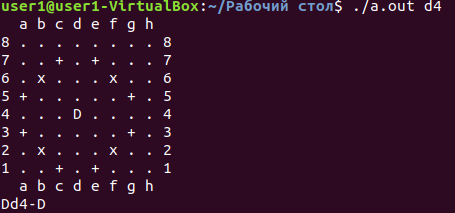 user1@user1-VirtualBox:~/Рабочий стол$ ./a.out d4
  a b c d e f g h
8 . . . . . . . . 8
7 . . + . + . . . 7
6 . x . . . x . . 6
5 + . . . . . + . 5
4 . . . D . . . . 4
3 + . . . . . + . 3
2 . x . . . x . . 2
1 . . + . + . . . 1
  a b c d e f g h
Dd4-D